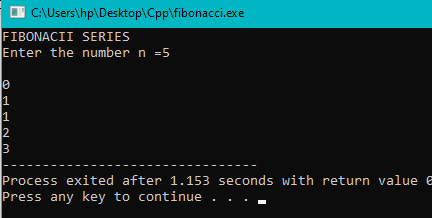 C:\Users\hp\Desktop\Cpp\fibonacci.exe
FIBONACII SERIES
Enter the number n =5
0
1
1
2
3
--------------------------------
Process exited after 1.153 seconds with return value 0
Press any key to continue . . .